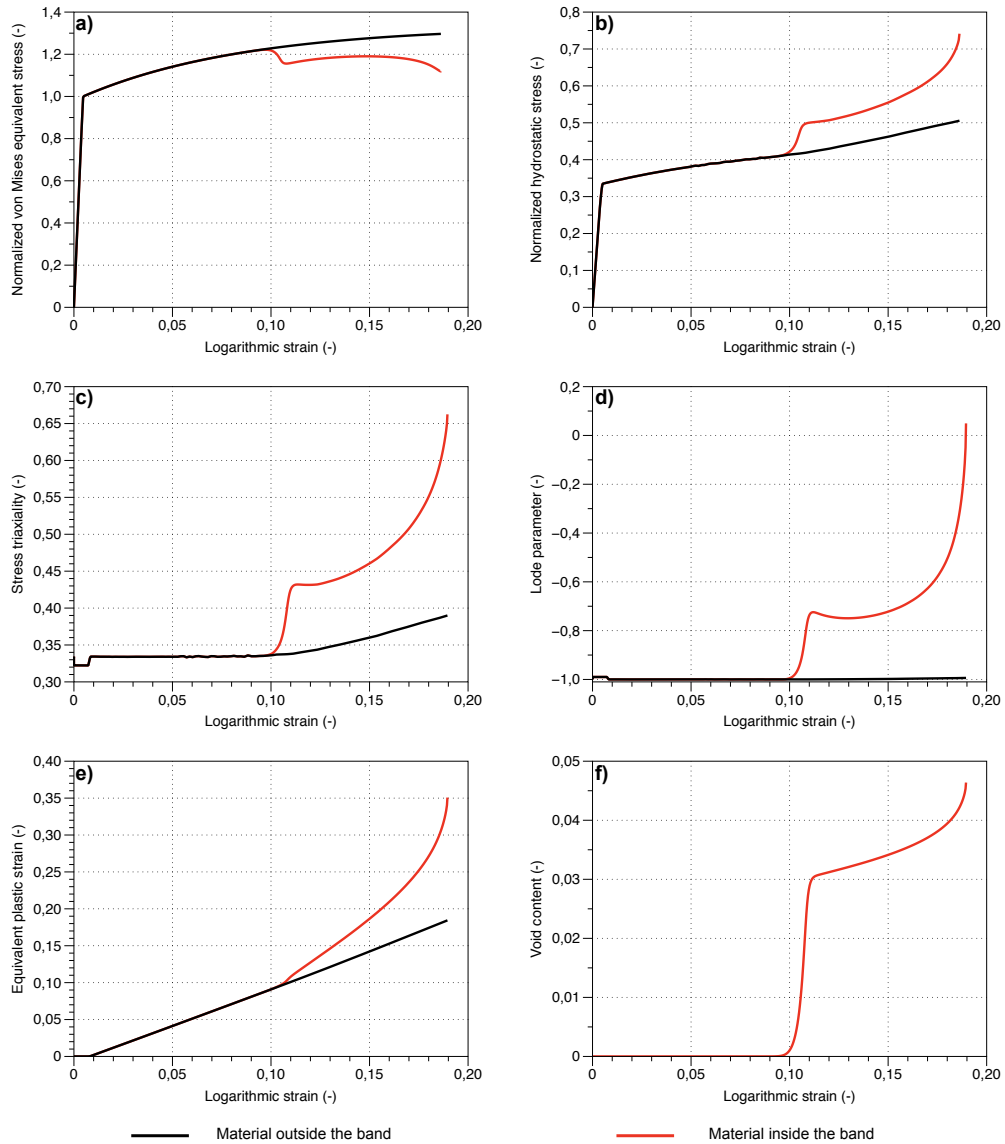 a)
Normalized von Mises equivalent stress (-)
1,4
1,2
1,0
0,8
0,6
0,4
0,2
0
0 0,05 0,10 0,15 0,20
Logarithmic strain (-)
b)
Normalized hydrostatic stress (-)
0,8
0,7
0,6
0,5
0,4
0,3
0,2
0,1
0
0 0,05 0,10 0,15 0,20
Logarithmic strain (-)
c)
Stress triaxiality (-)
0,70
0,65
0,60
0,55
0,50
0,45
0,40
0,35
0,30
0 0,05 0,10 0,15 0,20
Logarithmic strain (-)
d)
Lode parameter (-)
0,2
0
−0,2
−0,4
−0,6
−0,8
−1,0
0 0,05 0,10 0,15 0,20
Logarithmic strain (-)
e)
Equivalent plastic strain (-)
0,40
0,35
0,30
0,25
0,20
0,15
0,10
0,05
0
0 0,05 0,10 0,15 0,20
Logarithmic strain (-)
f)
Void content (-)
0,05
0,04
0,03
0,02
0,01
0
0 0,05 0,10 0,15 0,20
Logarithmic strain (-)
Material outside the band
Material inside the band